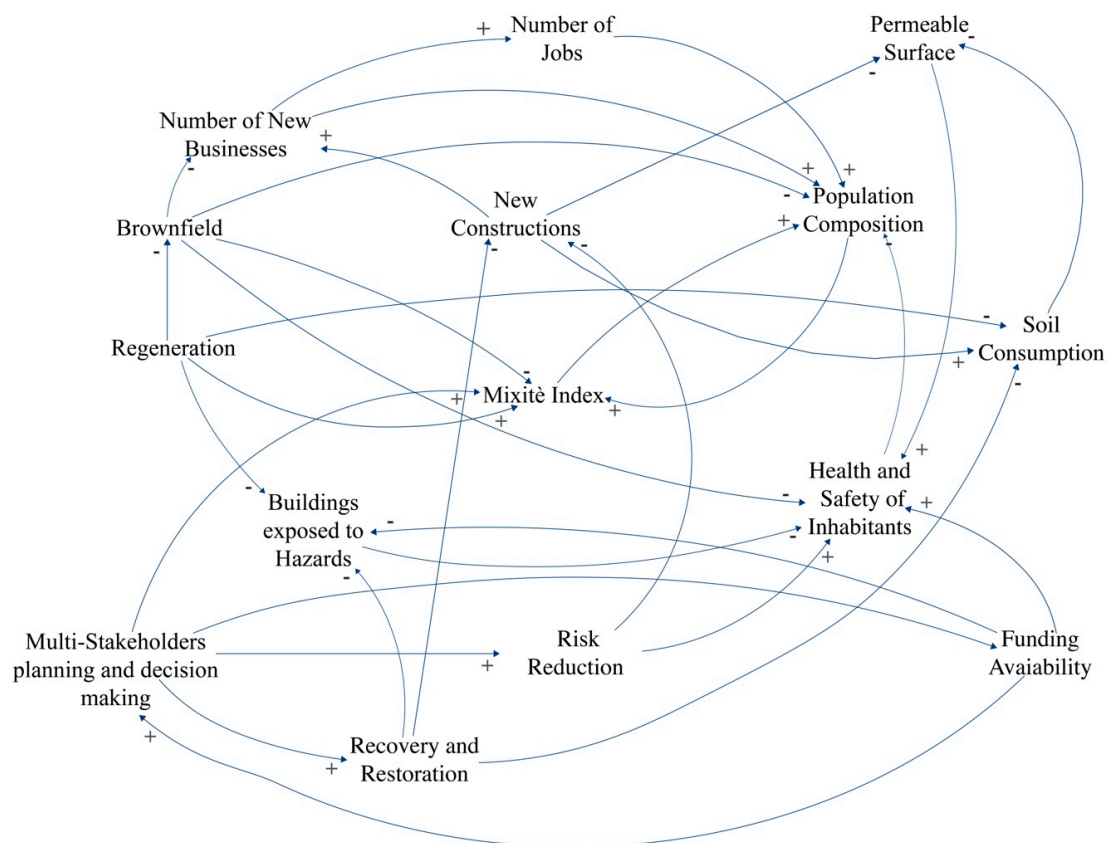 Number of
Jobs
Permeable
Surface
Number of New
Businesses
Brownfield
New
Constructions
Population
Composition
Regeneration
Soil
Consumption
Mixitè Index
Health and
Safety of
Inhabitants
Buildings
exposed to
Hazards
Multi-Stakeholders
planning and decision
making
Risk
Reduction
Funding
Avaiability
Recovery and
Restoration